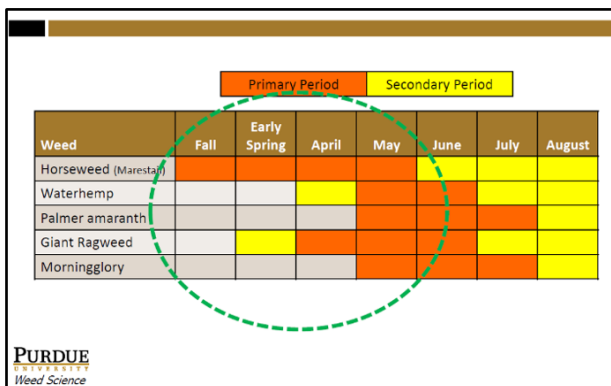 Primary Period Secondary Period
Weed Fall Early Spring April May June July August
Horseweed (Marestail)
Waterhemp
Palmer amaranth
Giant Ragweed
Morningglory
PURDUE
UNIVERSITY
Weed Science